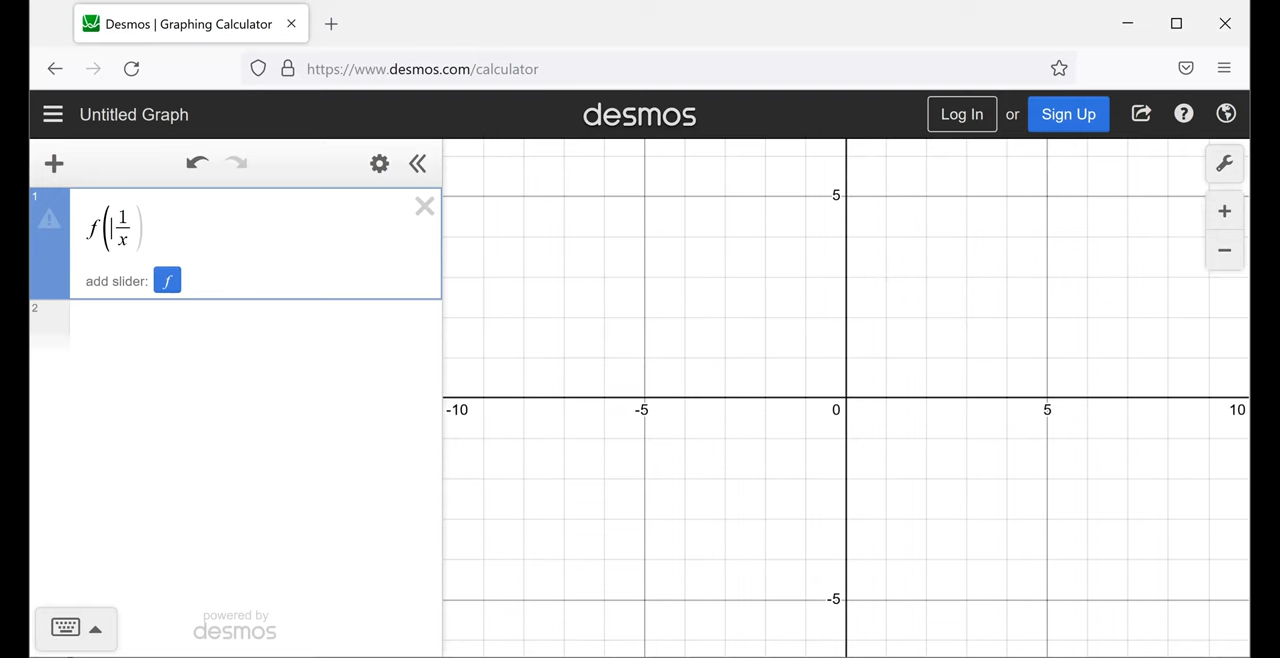 Desmos | Graphing Calculator
https://www.desmos.com/calculator
Untitled Graph
desmos
Log In or Sign Up
1
f(1/x)
add slider: f
2
5
-10 -5 0 5 10
-5
powered by
desmos